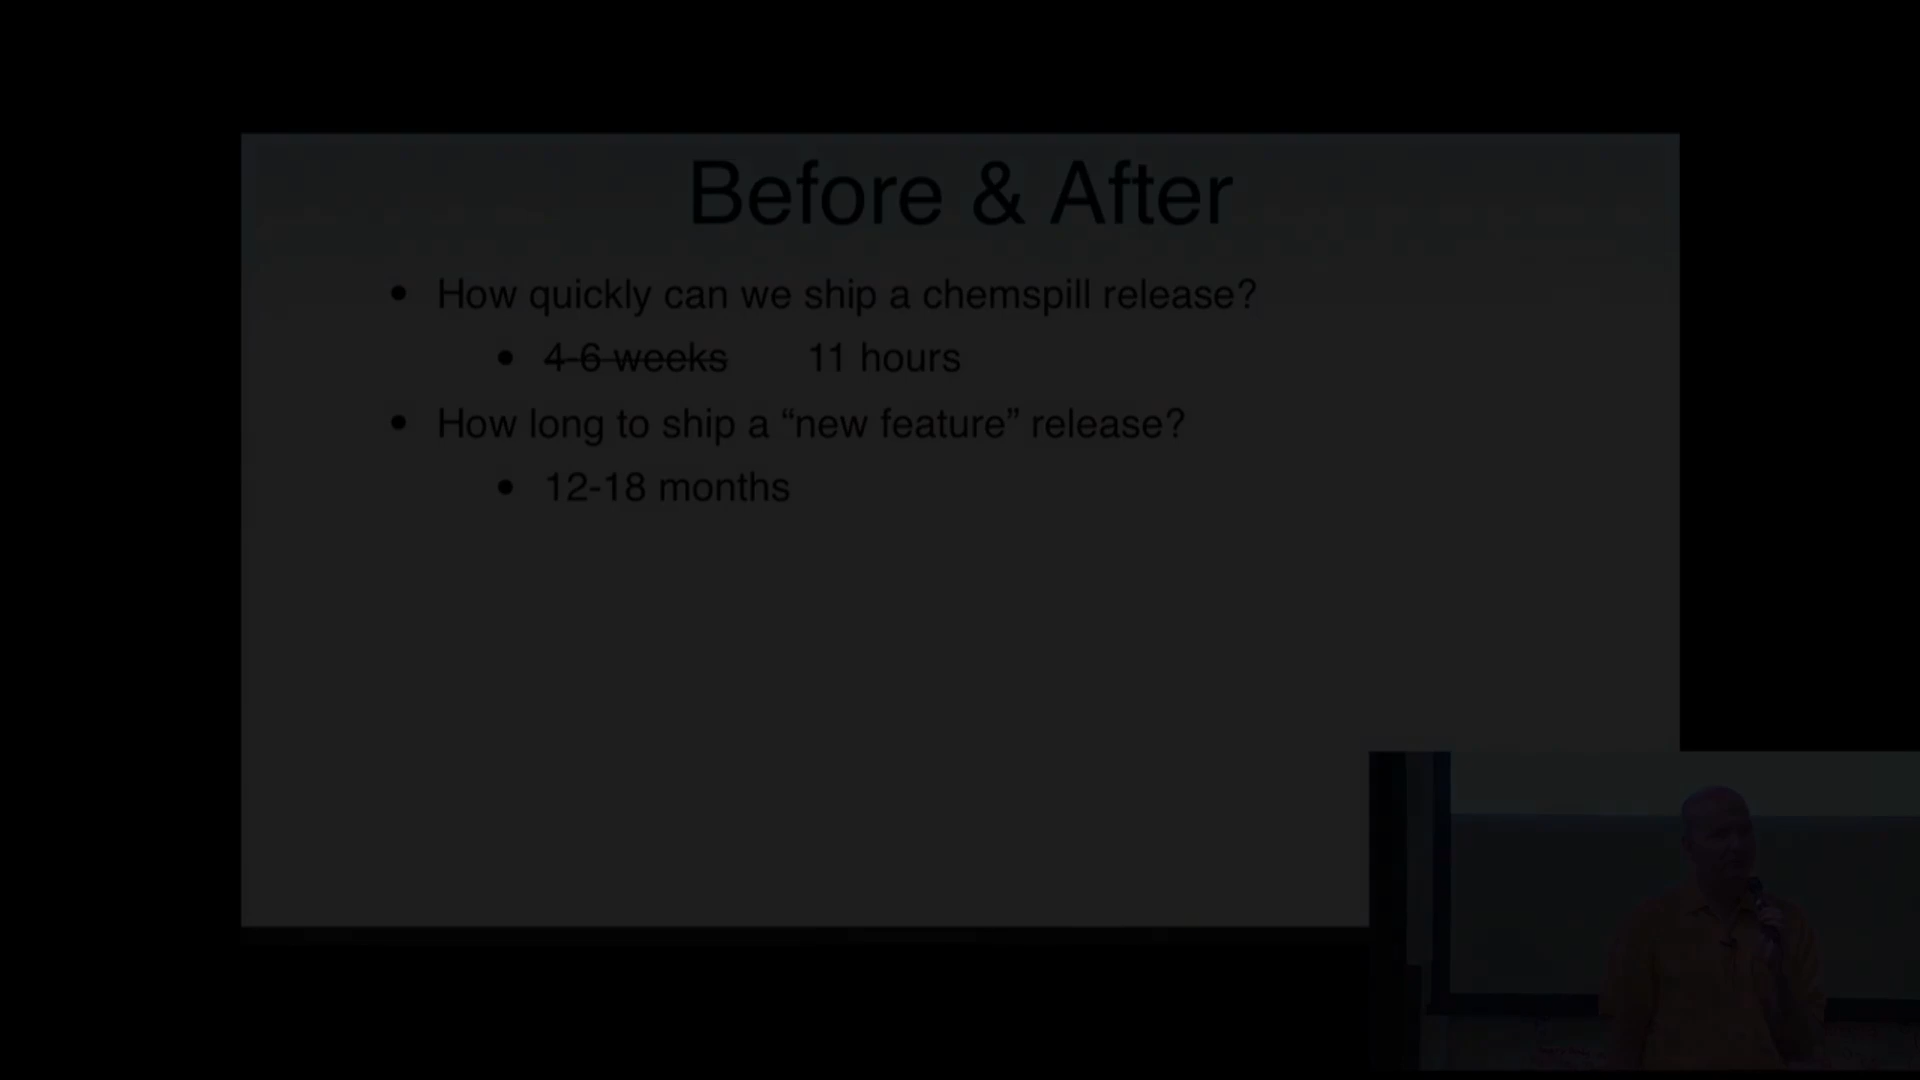 Before & After
• How quickly can we ship a chemspill release?
• 4-6 weeks 11 hours
• How long to ship a “new feature” release?
• 12-18 months